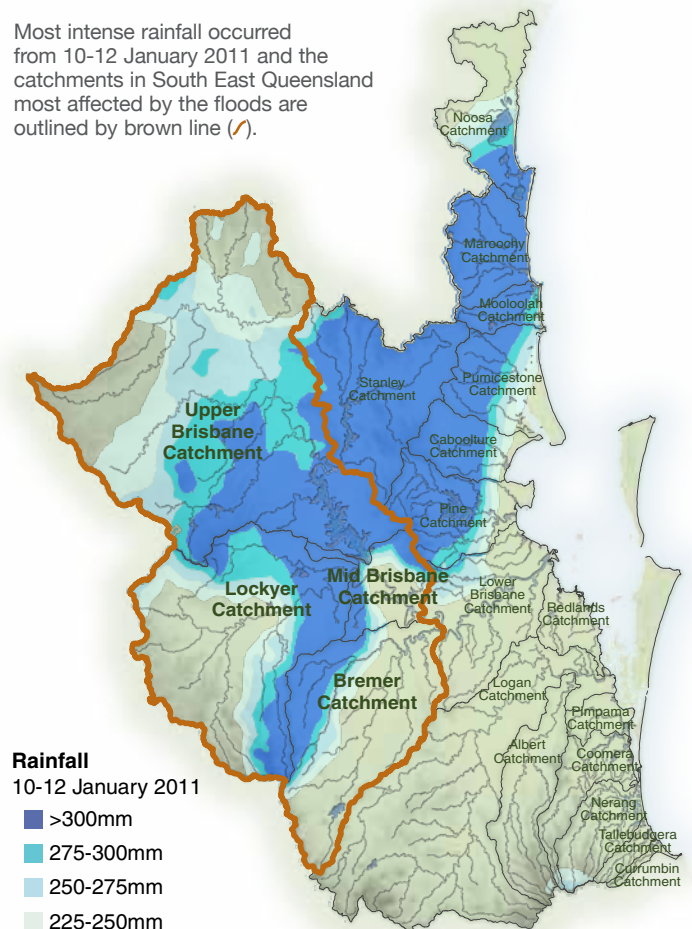 Most intense rainfall occurred
from 10-12 January 2011 and the
catchments in South East Queensland
most affected by the floods are
outlined by brown line ( ).
Noosa
Catchment
Maroochy
Catchment
Mooloolah
Catchment
Stanley
Catchment
Pumicestone
Catchment
Upper
Brisbane
Catchment
Caboolture
Catchment
Pine
Catchment
Lockyer
Catchment
Mid Brisbane
Catchment
Lower
Brisbane
Catchment
Redlands
Catchment
Bremer
Catchment
Logan
Catchment
Pimpama
Catchment
Albert
Catchment
Coomera
Catchment
Nerang
Catchment
Tallebudgera
Catchment
Currumbin
Catchment
Rainfall
10-12 January 2011
>300mm
275-300mm
250-275mm
225-250mm